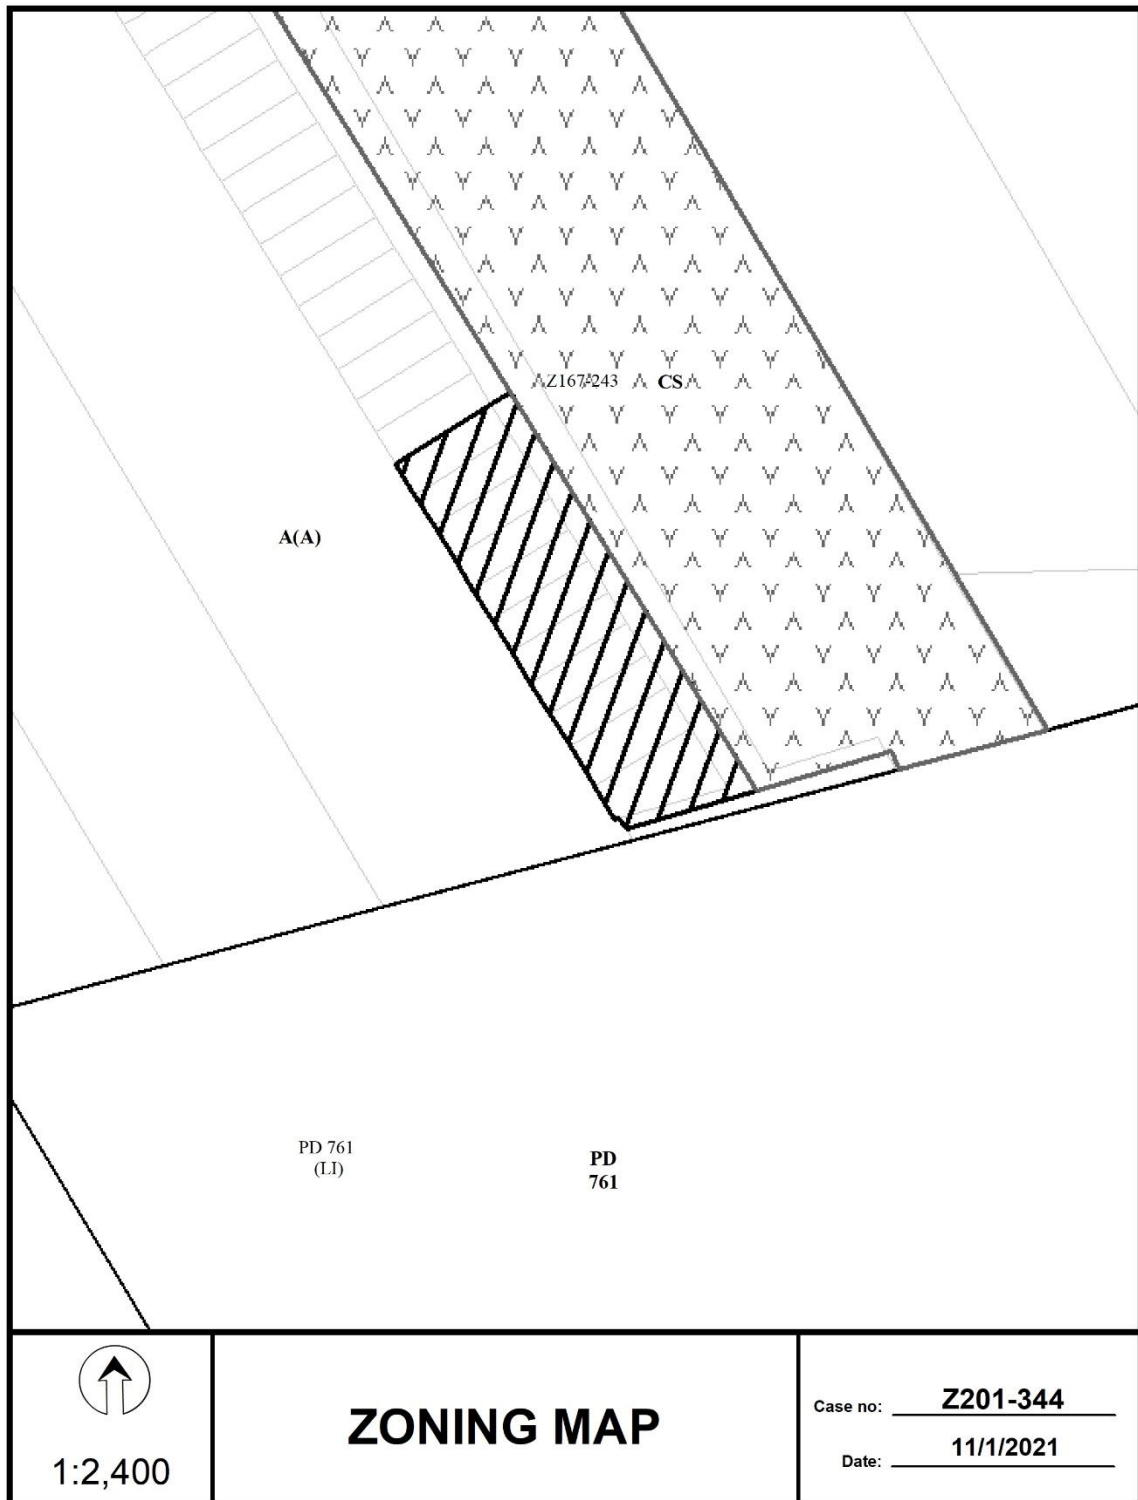 Z167-243
CS
A(A)
PD 761
(LI)
PD
761
1:2,400
ZONING MAP
Case no: Z201-344
Date: 11/1/2021